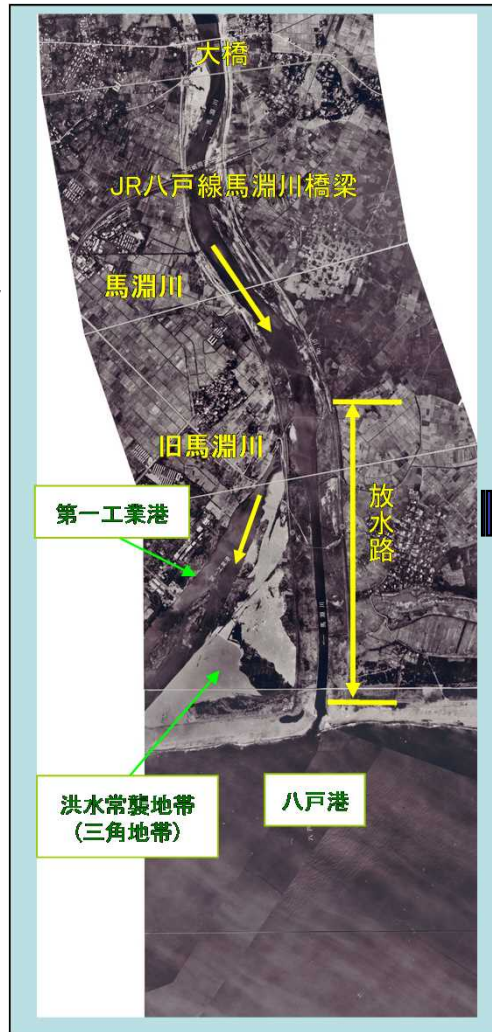 大橋
JR八戸線馬淵川橋梁
馬淵川
旧馬淵川
第一工業港
放水路
洪水常襲地帯
(三角地帯)
八戸港